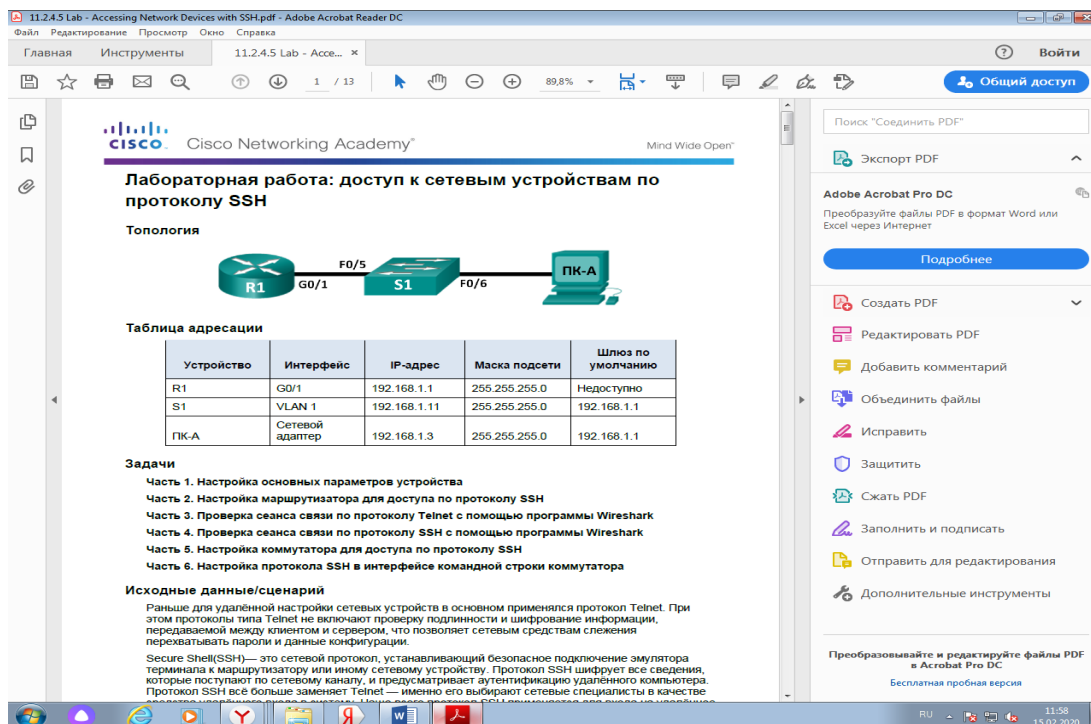 11.2.4.5 Lab - Accessing Network Devices with SSH.pdf - Adobe Acrobat Reader DC
Файл Редактирование Просмотр Окно Справка
Главная Инструменты 11.2.4.5 Lab - Acce... × ? Войти
1 / 13 89,8% Общий доступ
CISCO. Cisco Networking Academy® Mind Wide Open™
Лабораторная работа: доступ к сетевым устройствам по
протоколу SSH
Топология
R1 G0/1 F0/5 S1 F0/6 ПК-A
Таблица адресации
Устройство Интерфейс IP-адрес Маска подсети Шлюз по
умолчанию
R1 G0/1 192.168.1.1 255.255.255.0 Недоступно
S1 VLAN 1 192.168.1.11 255.255.255.0 192.168.1.1
ПК-A Сетевой
адаптер 192.168.1.3 255.255.255.0 192.168.1.1
Задачи
Часть 1. Настройка основных параметров устройства
Часть 2. Настройка маршрутизатора для доступа по протоколу SSH
Часть 3. Проверка сеанса связи по протоколу Telnet с помощью программы Wireshark
Часть 4. Проверка сеанса связи по протоколу SSH с помощью программы Wireshark
Часть 5. Настройка коммутатора для доступа по протоколу SSH
Часть 6. Настройка протокола SSH в интерфейсе командной строки коммутатора
Исходные данные/сценарий
Раньше для удалённой настройки сетевых устройств в основном применялся протокол Telnet. При
этом протоколы типа Telnet не включают проверку подлинности и шифрование информации,
передаваемой между клиентом и сервером, что позволяет сетевым средствам слежения
перехватывать пароли и данные конфигурации.
Secure Shell(SSH)— это сетевой протокол, устанавливающий безопасное подключение эмулятора
терминала к маршрутизатору или иному сетевому устройству. Протокол SSH шифрует все сведения,
которые поступают по сетевому каналу, и предусматривает аутентификацию удалённого компьютера.
Протокол SSH всё больше заменяет Telnet — именно его выбирают сетевые специалисты в качестве
Поиск "Соединить PDF"
Экспорт PDF
Adobe Acrobat Pro DC
Преобразуйте файлы PDF в формат Word или
Excel через Интернет
Подробнее
Создать PDF
Редактировать PDF
Добавить комментарий
Объединить файлы
Исправить
Защитить
Сжать PDF
Заполнить и подписать
Отправить для редактирования
Дополнительные инструменты
Преобразовывайте и редактируйте файлы PDF
в Acrobat Pro DC
Бесплатная пробная версия
RU 11:58
15.02.2020